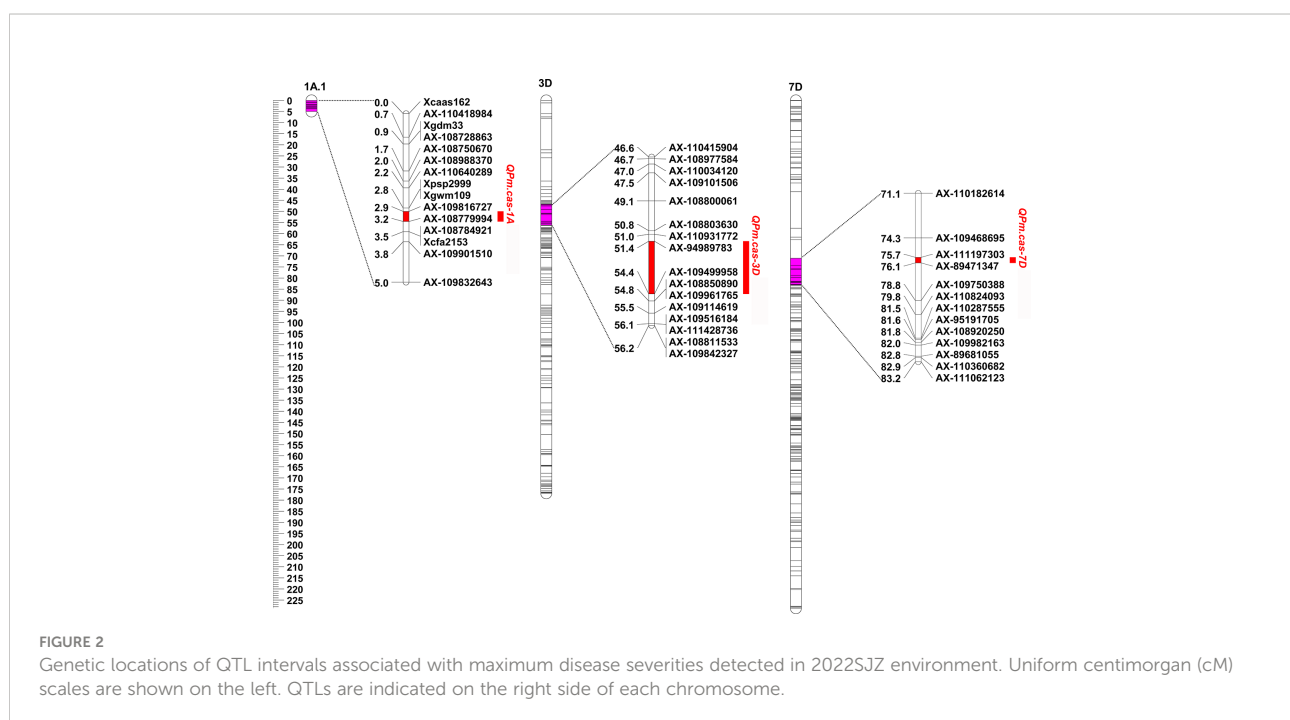 1A.1
3D
7D
0
5
10
15
20
25
30
35
40
45
50
55
60
65
70
75
80
85
90
95
100
105
110
115
120
125
130
135
140
145
150
155
160
165
170
175
180
185
190
195
200
205
210
215
220
225
0.0
0.7
0.9
1.7
2.0
2.2
2.8
2.9
3.2
3.5
3.8
5.0
Xcaas162
AX-110418984
Xgdm33
AX-108728863
AX-108750670
AX-108988370
AX-110640289
Xpsp2999
Xgwm109
AX-109816727
AX-108779994
AX-108784921
Xcfa2153
AX-109901510
AX-109832643
QPm.cas-1A
46.6
46.7
47.0
47.5
49.1
50.8
51.0
51.4
54.4
54.8
55.5
56.1
56.2
AX-110415904
AX-108977584
AX-110034120
AX-109101506
AX-108800061
AX-108803630
AX-110931772
AX-94989783
AX-109499958
AX-108850890
AX-109961765
AX-109114619
AX-109516184
AX-111428736
AX-108811533
AX-109842327
QPm.cas-3D
71.1
74.3
75.7
76.1
78.8
79.8
81.5
81.6
81.8
82.0
82.8
82.9
83.2
AX-110182614
AX-109468695
AX-111197303
AX-89471347
AX-109750388
AX-110824093
AX-110287555
AX-95191705
AX-108920250
AX-109982163
AX-89681055
AX-110360682
AX-111062123
QPm.cas-7D
FIGURE 2
Genetic locations of QTL intervals associated with maximum disease severities detected in 2022SJZ environment. Uniform centimorgan (cM)
scales are shown on the left. QTLs are indicated on the right side of each chromosome.